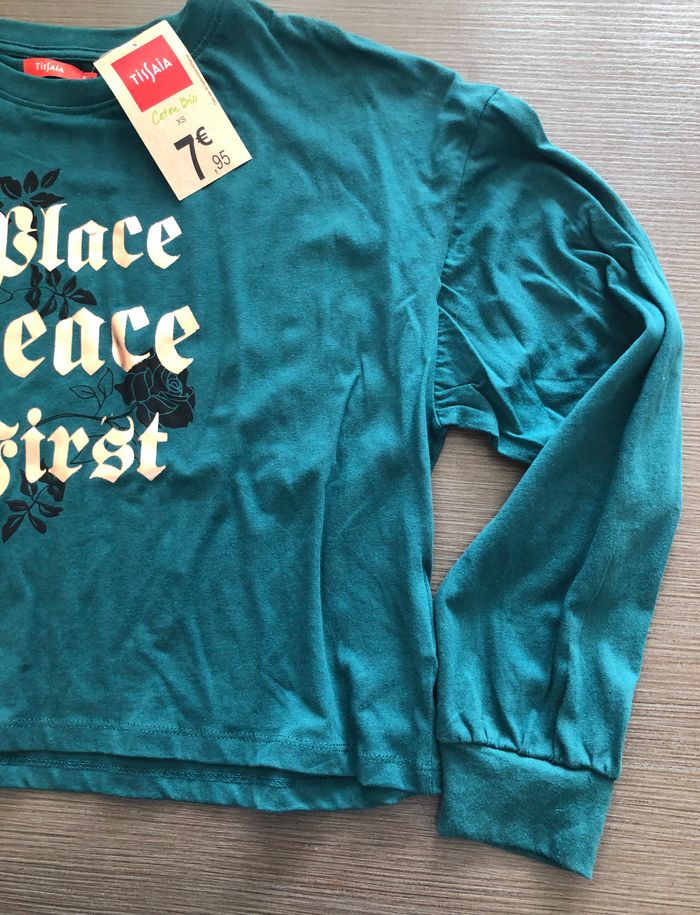 TISSAIA
TISSAIA
Coton Bio
XS
7€,95
Place
eace
First